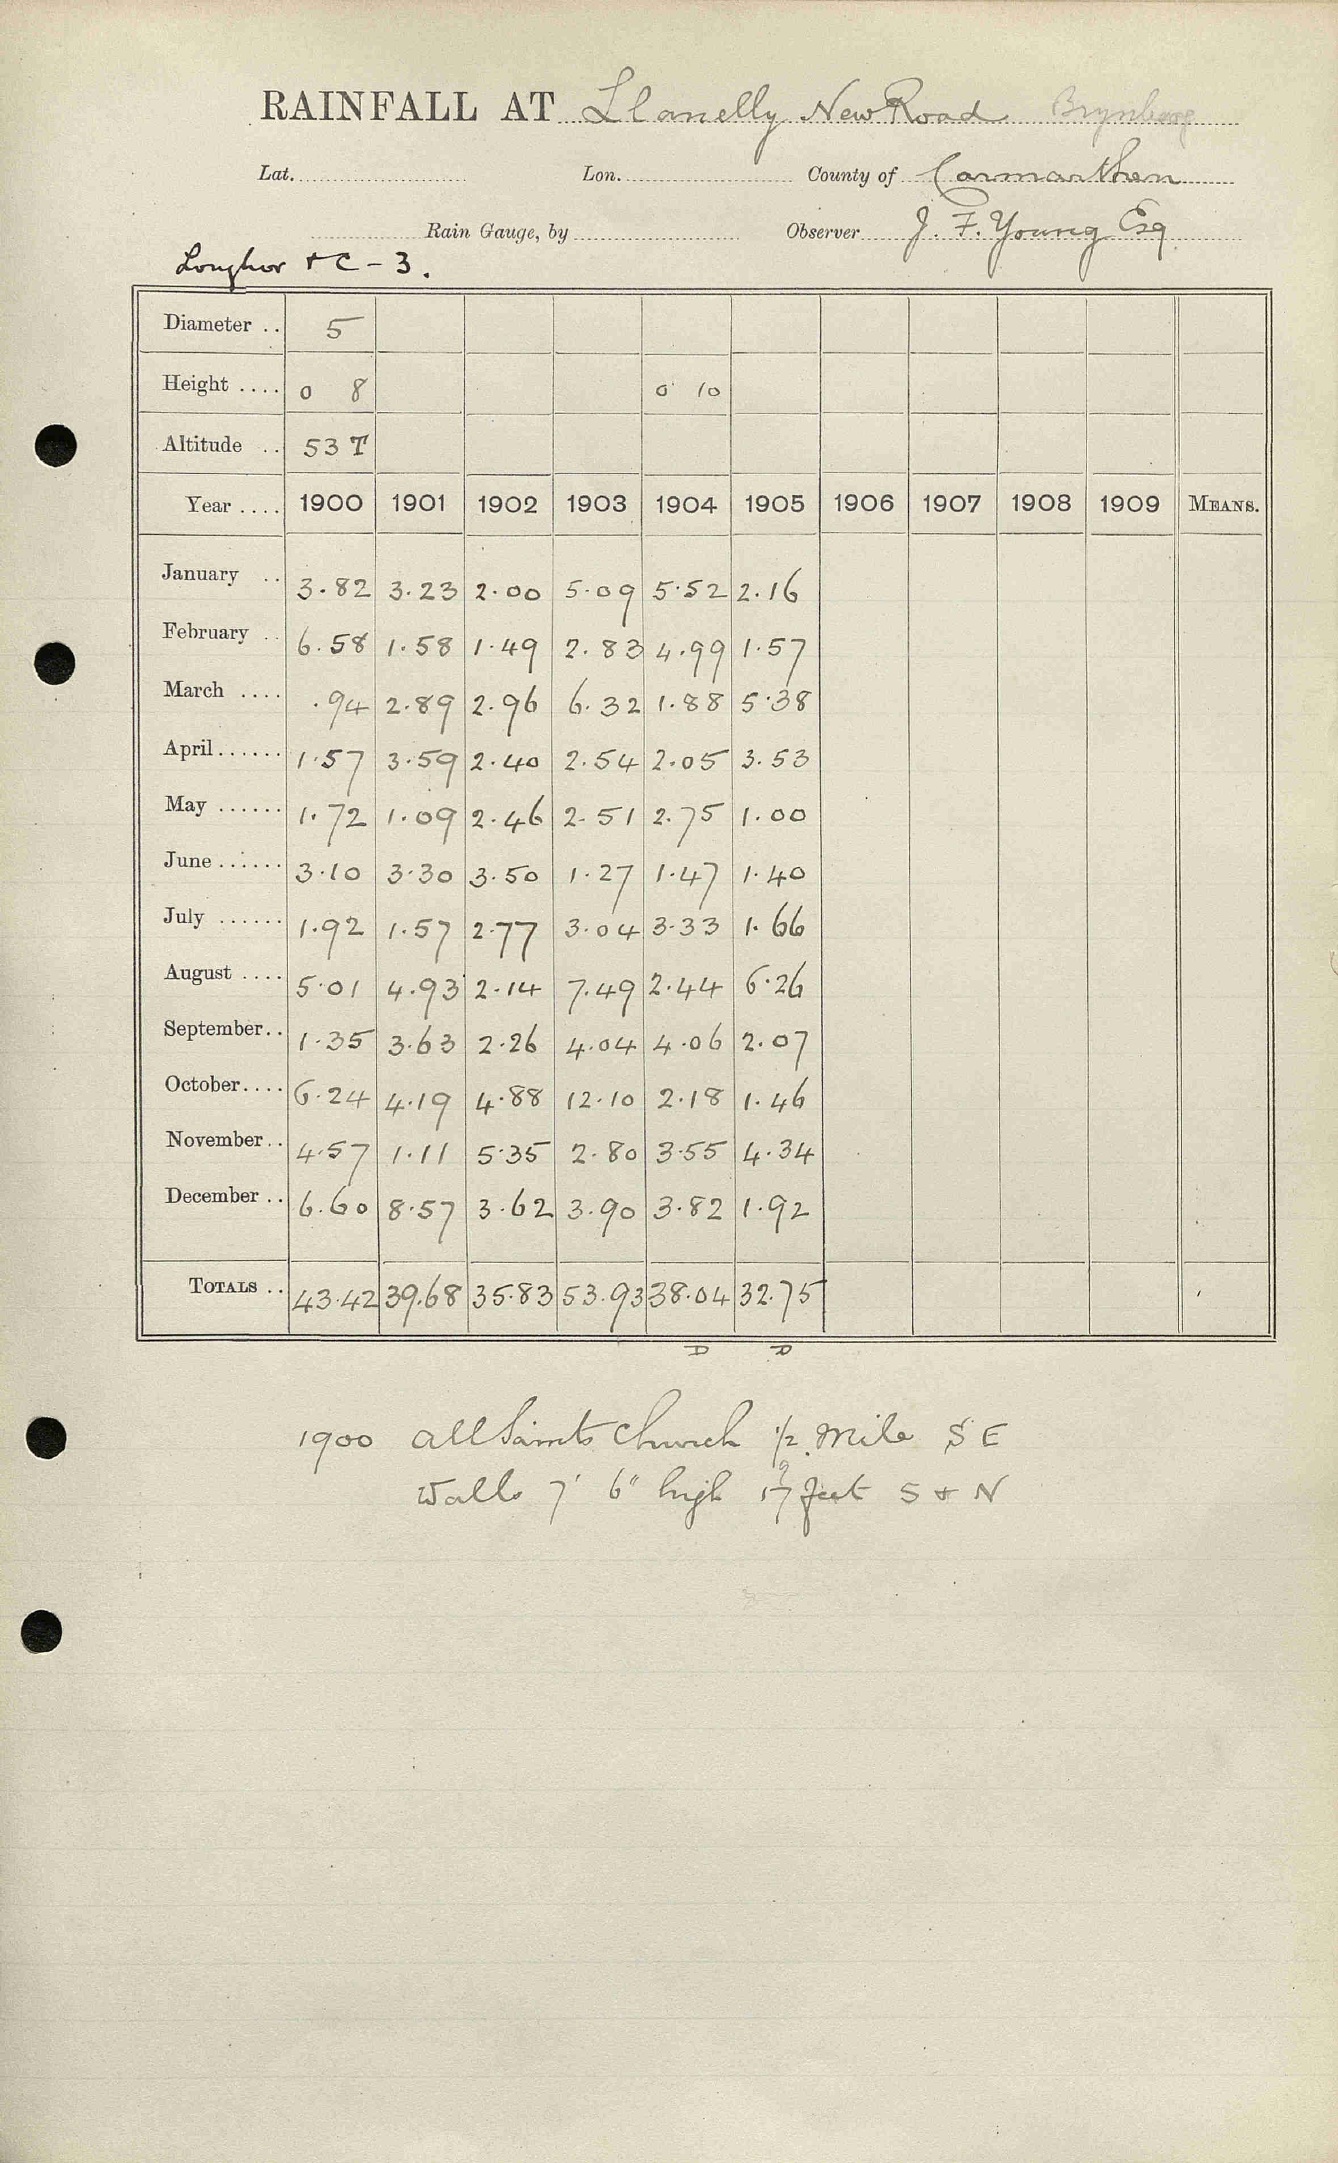 RAINFALL AT Llanelly New Road
Lat. Lon. County of Carmarthen
Rain Gauge, by Observer J. F. Young Esq.
Loughor + C - 3.
Diameter .. 5
Height .... 0 8 0 10
Altitude .. 53 T
Year .... 1900 1901 1902 1903 1904 1905 1906 1907 1908 1909 MEANS.
January .. 3.82 3.23 2.00 5.09 5.52 2.16
February .. 6.58 1.58 1.49 2.83 4.99 1.57
March .... .94 2.89 2.96 6.32 1.88 5.38
April ...... 1.57 3.59 2.40 2.54 2.05 3.53
May ...... 1.72 1.09 2.46 2.51 2.75 1.00
June ...... 3.10 3.30 3.50 1.27 1.47 1.40
July ...... 1.92 1.57 2.77 3.04 3.33 1.66
August .... 5.01 4.93 2.14 7.49 2.44 6.26
September.. 1.35 3.63 2.26 4.04 4.06 2.07
October.... 6.24 4.19 4.88 12.10 2.18 1.46
November.. 4.57 1.11 5.35 2.80 3.55 4.34
December .. 6.60 8.57 3.62 3.90 3.82 1.92
TOTALS .. 43.42 39.68 35.83 53.93 38.04 32.75
D D
1900 All Saints Church 1/2 Mile S E
Walls 7' 6" high 17 feet S + N